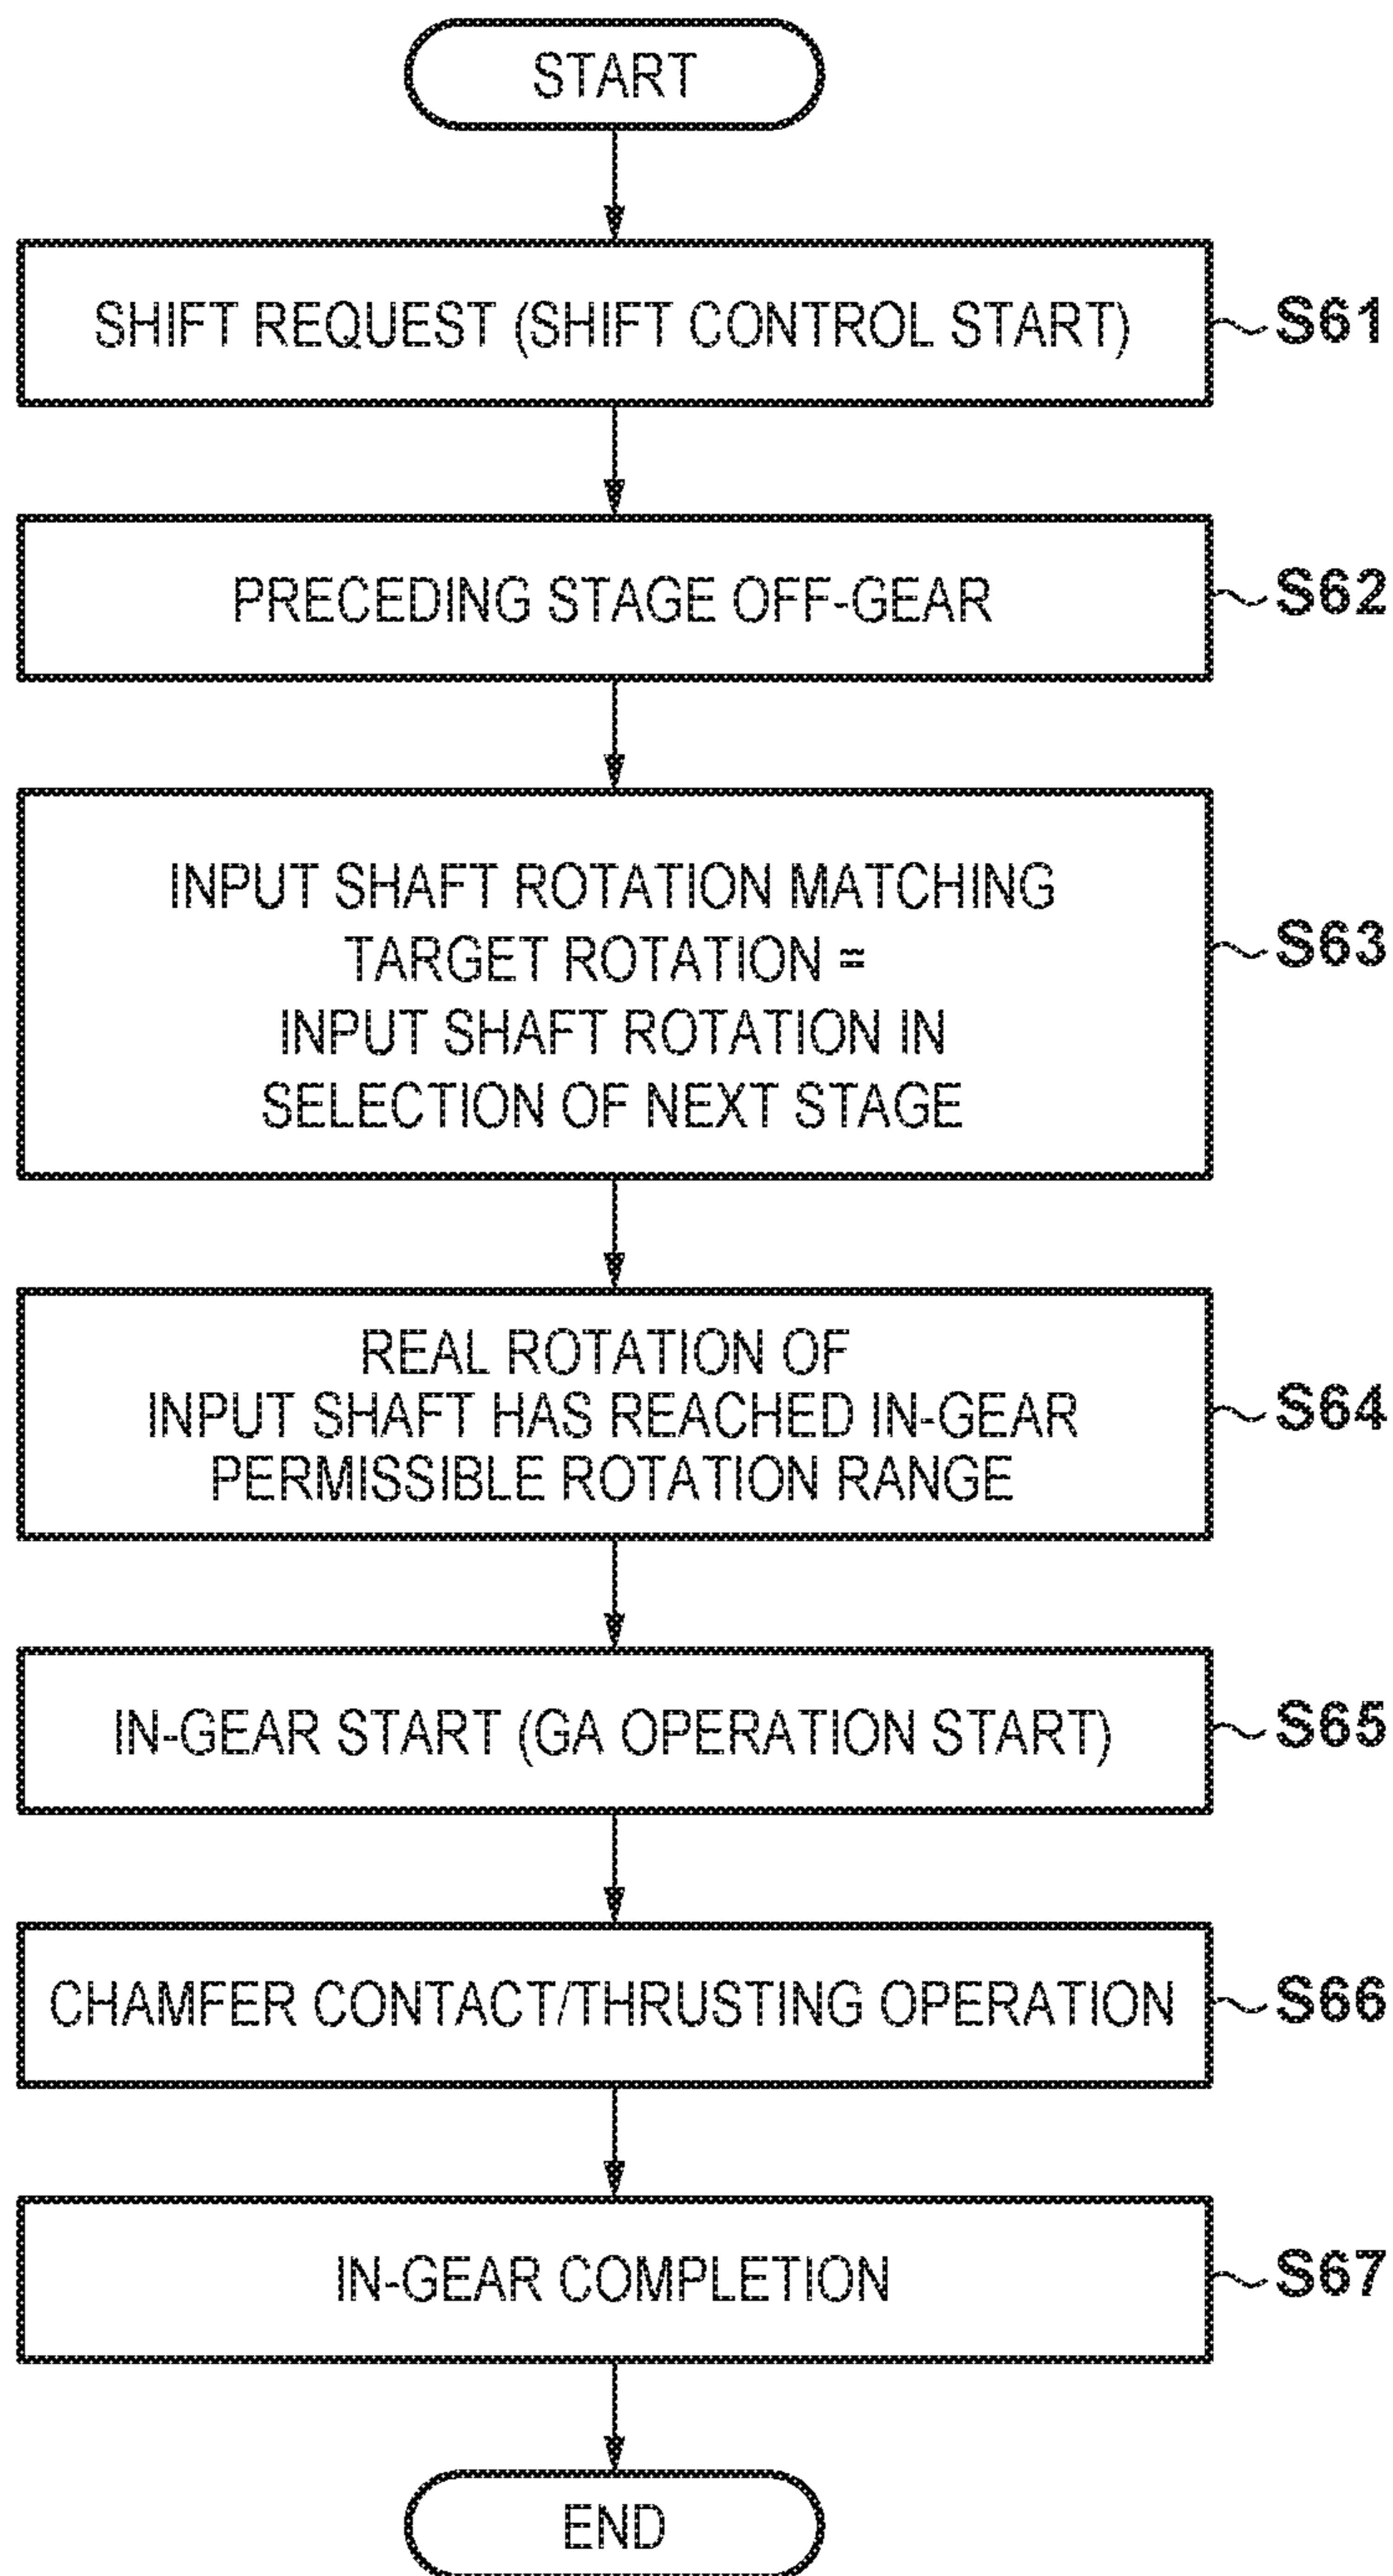 START
SHIFT REQUEST (SHIFT CONTROL START)
S61
PRECEDING STAGE OFF-GEAR
S62
INPUT SHAFT ROTATION MATCHING
TARGET ROTATION =
INPUT SHAFT ROTATION IN
SELECTION OF NEXT STAGE
S63
REAL ROTATION OF
INPUT SHAFT HAS REACHED IN-GEAR
PERMISSIBLE ROTATION RANGE
S64
IN-GEAR START (GA OPERATION START)
S65
CHAMFER CONTACT/THRUSTING OPERATION
S66
IN-GEAR COMPLETION
S67
END